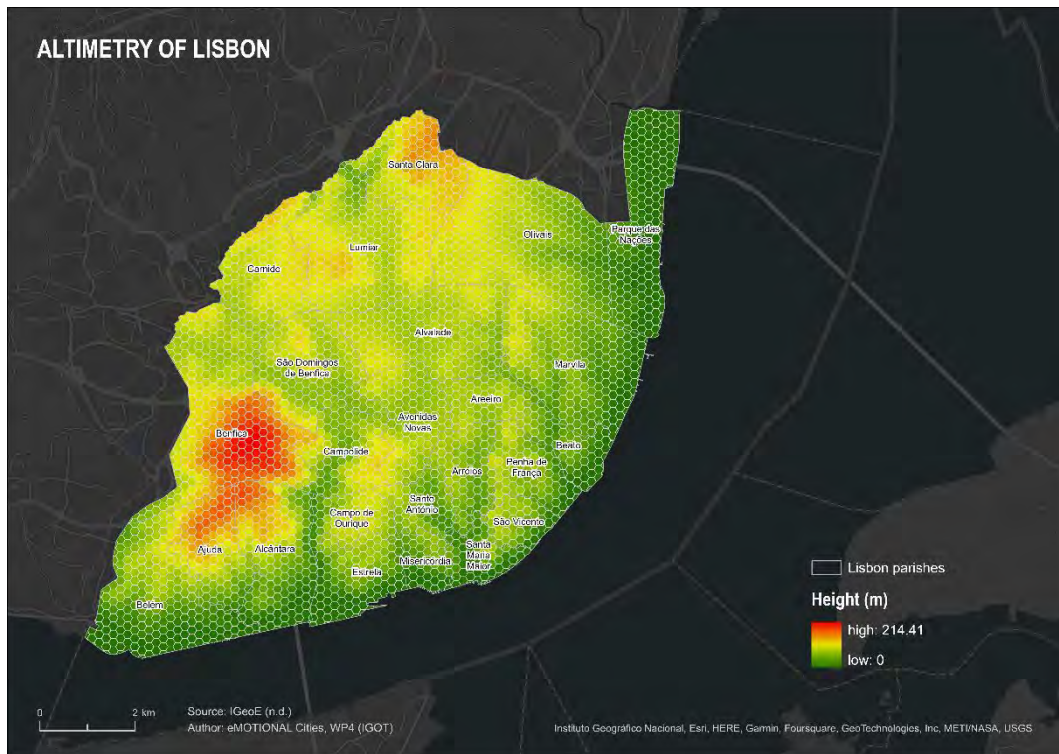 ALTIMETRY OF LISBON
Santa Clara
Olivais
Parque das
Nações
Lumiar
Carnide
Alvalade
São Domingos
de Benfica
Marvila
Areeiro
Avenidas
Novas
Benfica
Beato
Campolide
Penha de
França
Arroios
Santo
António
Campo de
Ourique
São Vicente
Ajuda
Alcântara
Santa
Maria
Maior
Misericórdia
Estrela
Belém
Lisbon parishes
Height (m)
high: 214.41
low: 0
0 2 km
Source: IGeoE (n.d.)
Author: eMOTIONAL Cities, WP4 (IGOT)
Instituto Geográfico Nacional, Esri, HERE, Garmin, Foursquare, GeoTechnologies, Inc, METI/NASA, USGS